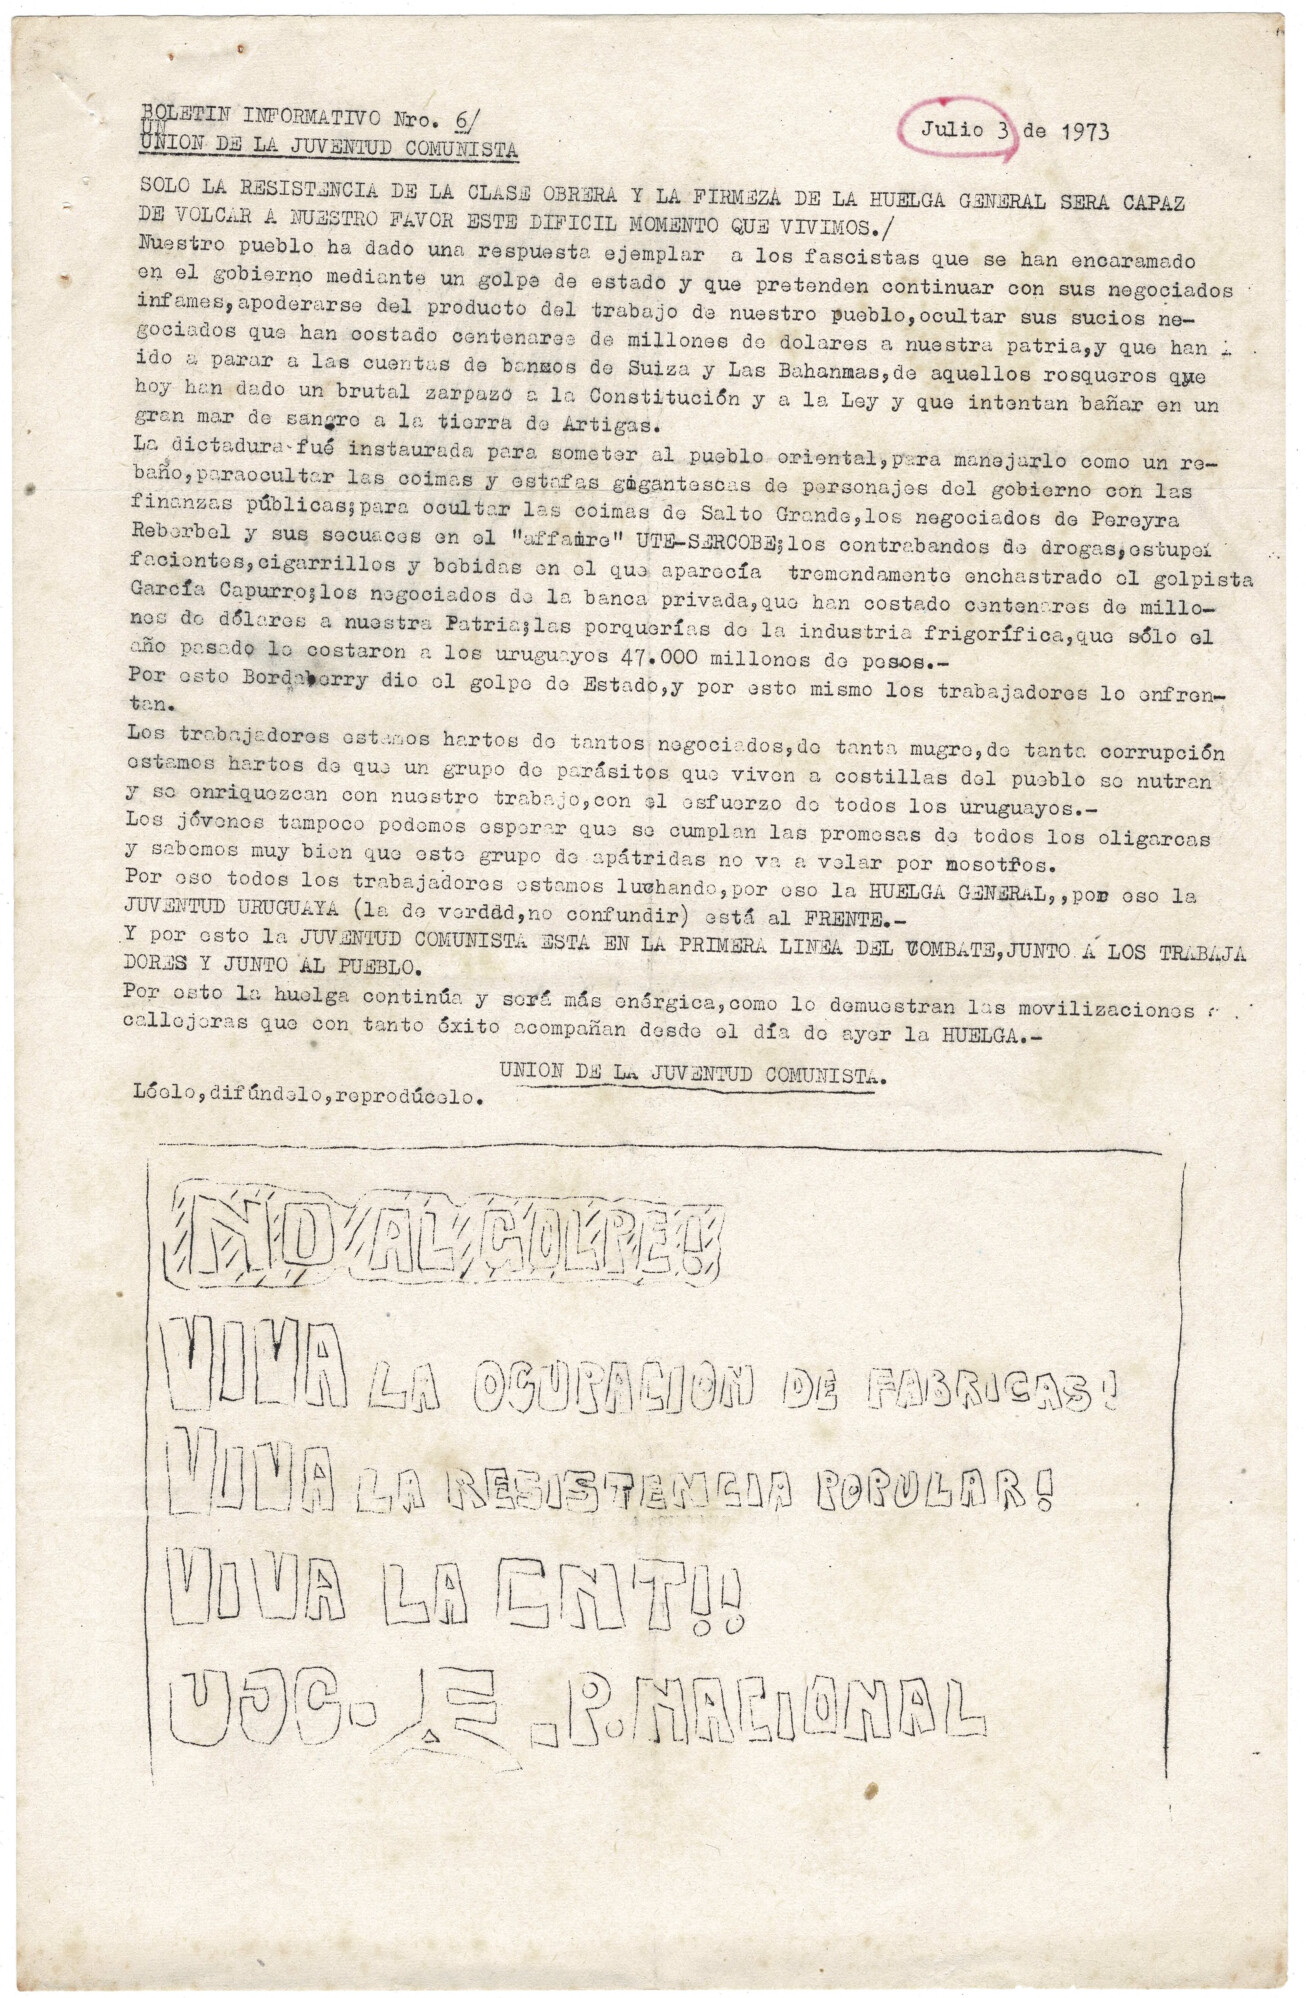 BOLETIN INFORMATIVO Nro. 6/
Julio 3 de 1973
UN
UNION DE LA JUVENTUD COMUNISTA
SOLO LA RESISTENCIA DE LA CLASE OBRERA Y LA FIRMEZA DE LA HUELGA GENERAL SERA CAPAZ
DE VOLCAR A NUESTRO FAVOR ESTE DIFICIL MOMENTO QUE VIVIMOS./
Nuestro pueblo ha dado una respuesta ejemplar a los fascistas que se han encaramado
en el gobierno mediante un golpe de estado y que pretenden continuar con sus negociados
infames,apoderarse del producto del trabajo de nuestro pueblo,ocultar sus sucios ne-
gociados que han costado centenares de millones de dolares a nuestra patria,y que han i
ido a parar a las cuentas de bancos de Suiza y Las Bahanmas,de aquellos rosqueros que
hoy han dado un brutal zarpazo a la Constitución y a la Ley y que intentan bañar en un
gran mar de sangre a la tierra de Artigas.
La dictadura fué instaurada para someter al pueblo oriental,para manejarlo como un re-
baño,paraocultar las coimas y estafas gigantescas de personajes del gobierno con las
finanzas públicas;para ocultar las coimas de Salto Grande,los negociados de Pereyra
Reberbel y sus secuaces en el "affaire" UTE-SERCOBE;los contrabandos de drogas,estupei
facientes,cigarrillos y bebidas en el que aparecía tremendamente enchastrado el golpista
García Capurro;los negociados de la banca privada,que han costado centenares de millo-
nes de dólares a nuestra Patria;las porquerías de la industria frigorífica,que sólo el
año pasado le costaron a los uruguayos 47.000 millones de pesos.-
Por esto Bordaberry dio el golpe de Estado,y por esto mismo los trabajadores lo enfren-
tan.
Los trabajadores estamos hartos de tantos negociados,de tanta mugre,de tanta corrupción
estamos hartos de que un grupo de parásitos que viven a costillas del pueblo se nutran
y se enriquezcan con nuestro trabajo,con el esfuerzo de todos los uruguayos.-
Los jóvenes tampoco podemos esperar que se cumplan las promesas de todos los oligarcas
y sabemos muy bien que este grupo de apátridas no va a velar por nosotros.
Por eso todos los trabajadores estamos luchando,por eso la HUELGA GENERAL,,por eso la
JUVENTUD URUGUAYA (la de verddd,no confundir) está al FRENTE.-
Y por esto la JUVENTUD COMUNISTA ESTA EN LA PRIMERA LINEA DEL COMBATE,JUNTO A LOS TRABAJA
DORES Y JUNTO AL PUEBLO.
Por esto la huelga continúa y será más enérgica,como lo demuestran las movilizaciones
callejeras que con tanto éxito acompañan desde el día de ayer la HUELGA.-
UNION DE LA JUVENTUD COMUNISTA.
Léelo,difúndelo,reprodúcelo.
NO AL GOLPE!
VIVA LA OCUPACION DE FABRICAS!
VIVA LA RESISTENCIA POPULAR!
VIVA LA CNT!!
UJC. E .P.NACIONAL